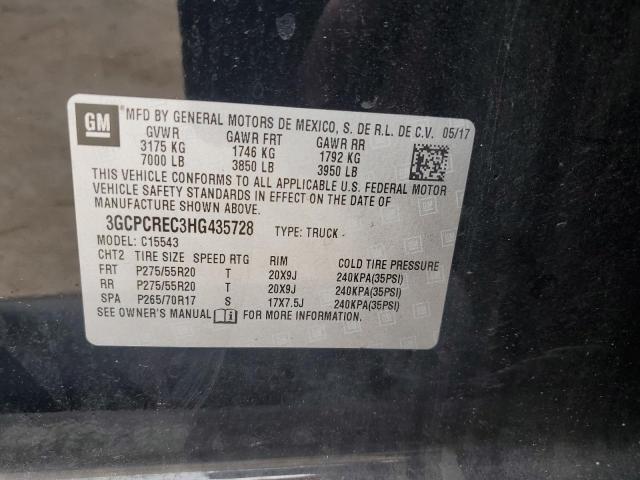 GM
MFD BY GENERAL MOTORS DE MEXICO, S. DE R.L. DE C.V. 05/17
GVWR GAWR FRT GAWR RR
3175 KG 1746 KG 1792 KG
7000 LB 3850 LB 3950 LB
THIS VEHICLE CONFORMS TO ALL APPLICABLE U.S. FEDERAL MOTOR
VEHICLE SAFETY STANDARDS IN EFFECT ON THE DATE OF
MANUFACTURE SHOWN ABOVE.
3GCPCREC3HG435728 TYPE: TRUCK -
MODEL: C15543
CHT2 TIRE SIZE SPEED RTG RIM COLD TIRE PRESSURE
FRT P275/55R20 T 20X9J 240KPA(35PSI)
RR P275/55R20 T 20X9J 240KPA(35PSI)
SPA P265/70R17 S 17X7.5J 240KPA(35PSI)
SEE OWNER'S MANUAL FOR MORE INFORMATION.